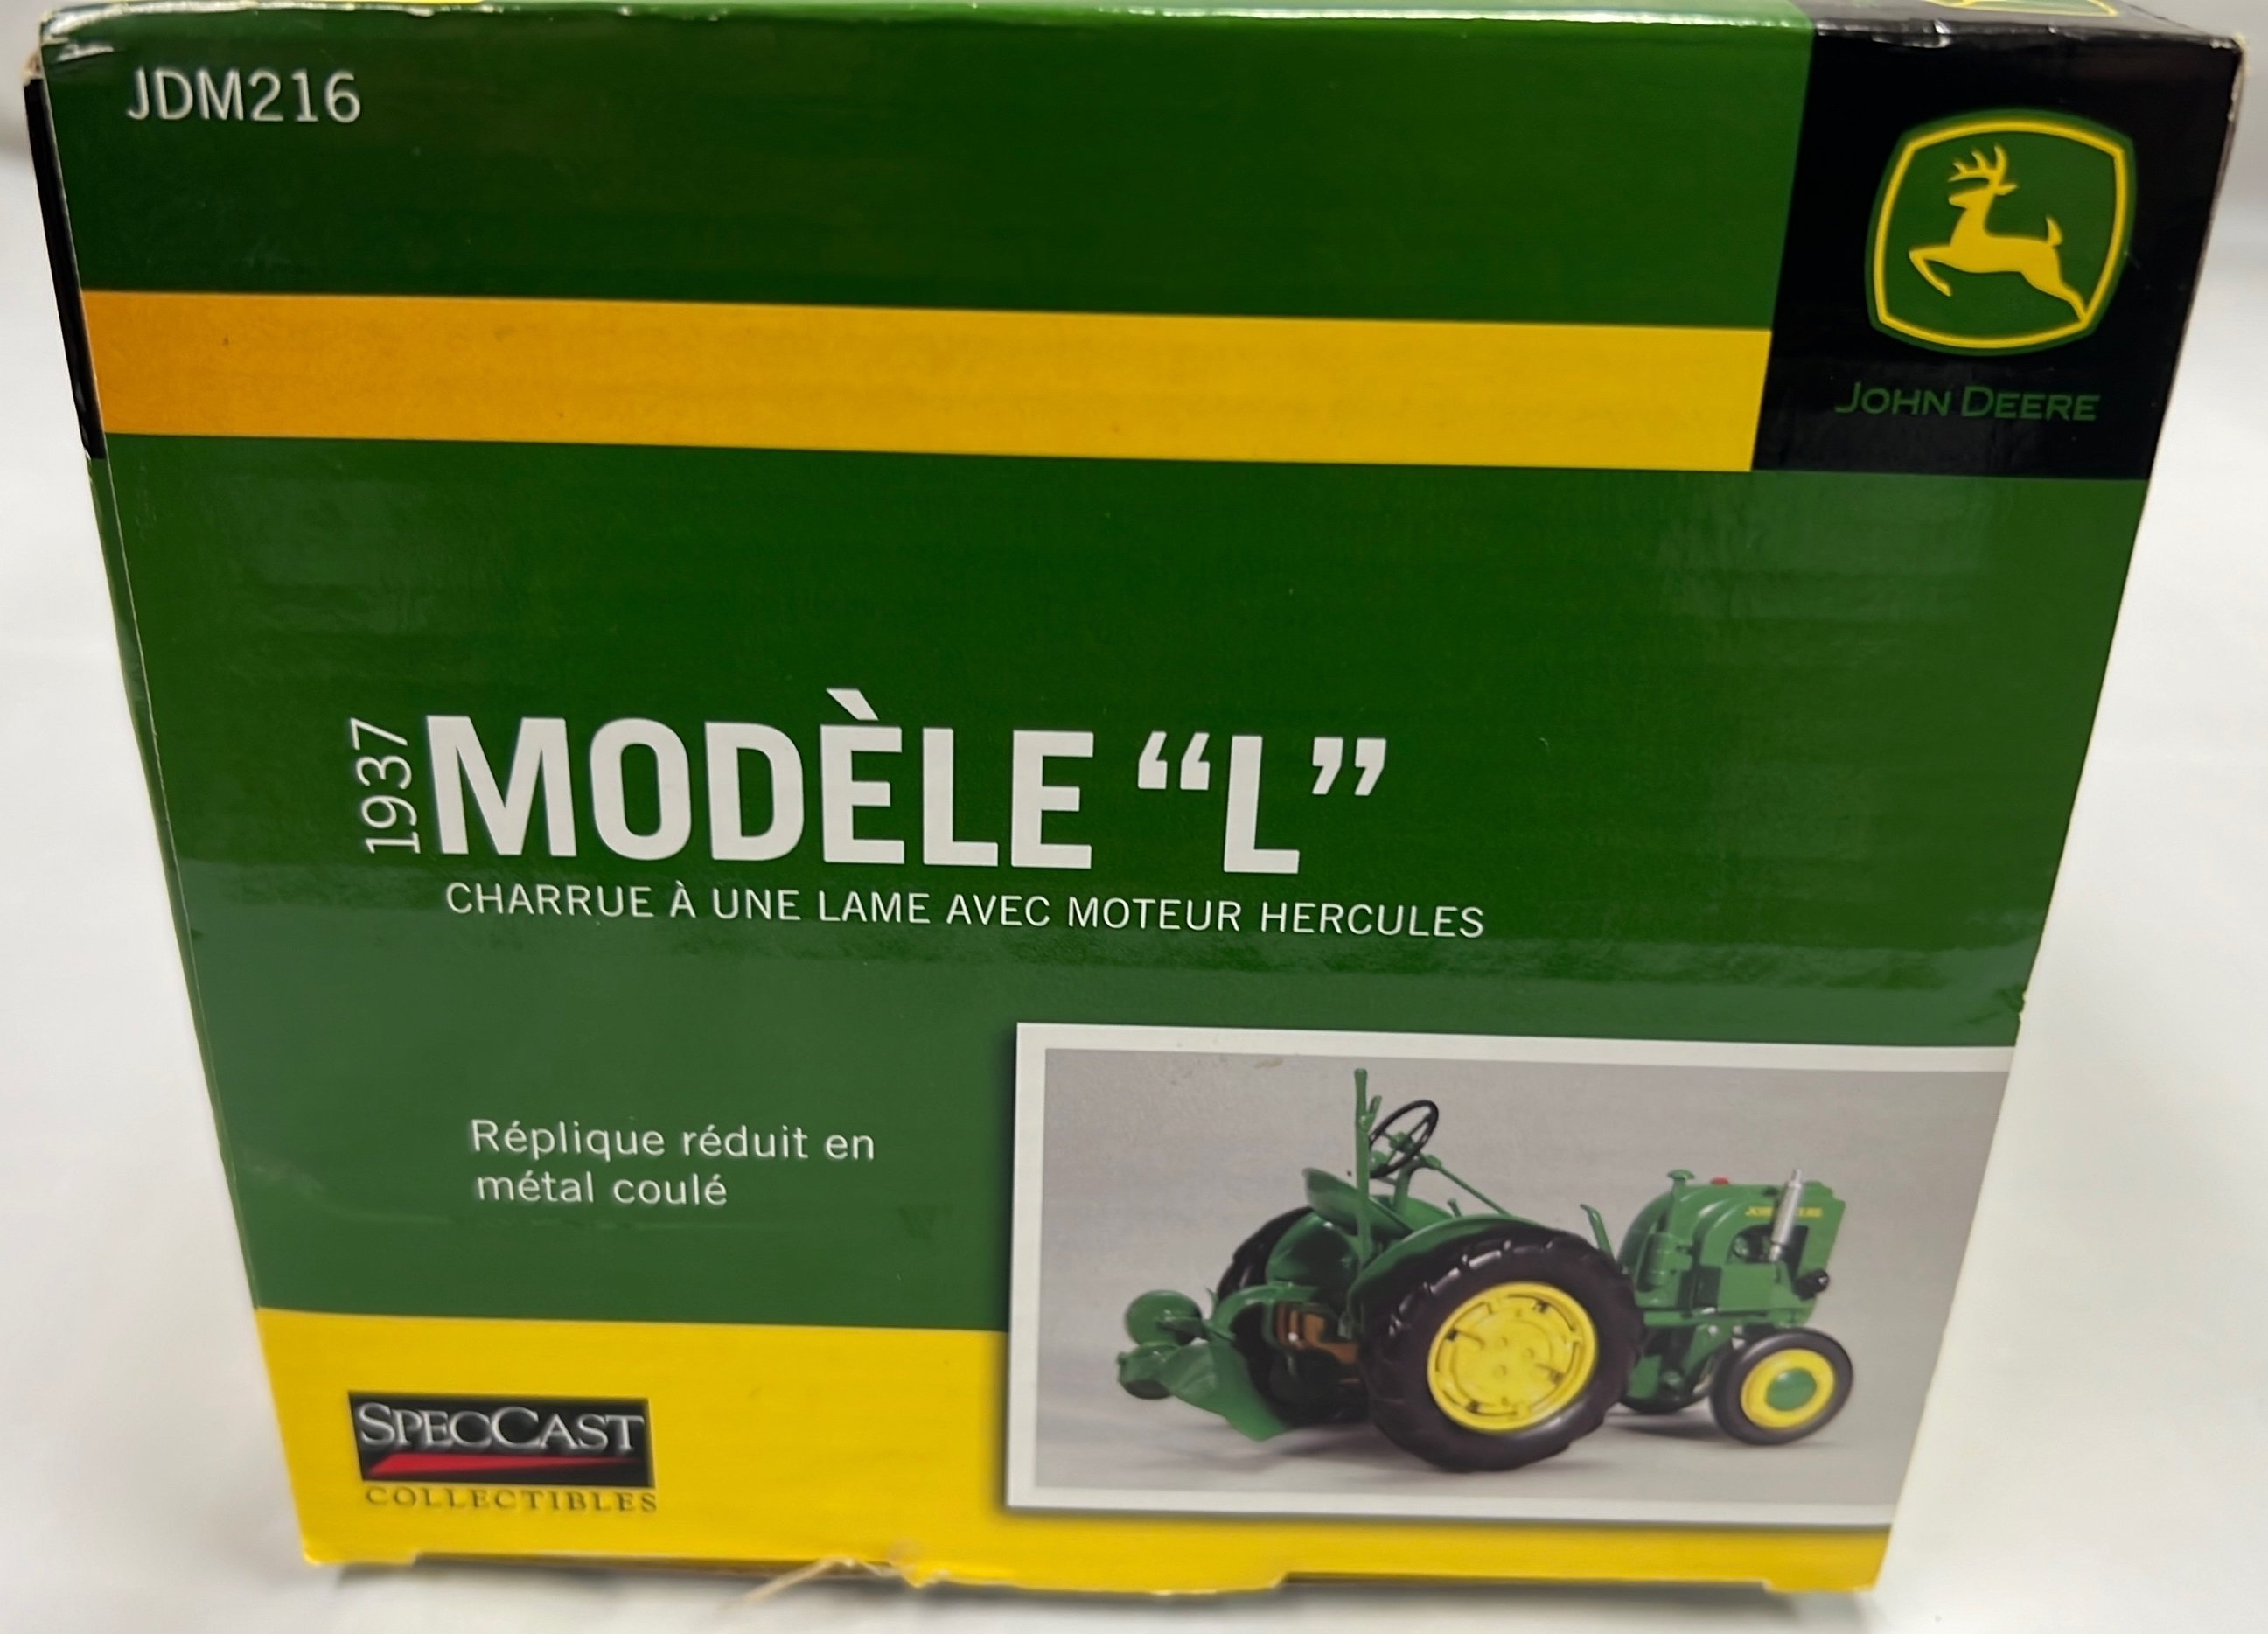 JDM216
JOHN DEERE
1937
MODÈLE “L”
CHARRUE À UNE LAME AVEC MOTEUR HERCULES
Réplique réduit en
métal coulé
SPECCAST
COLLECTIBLES